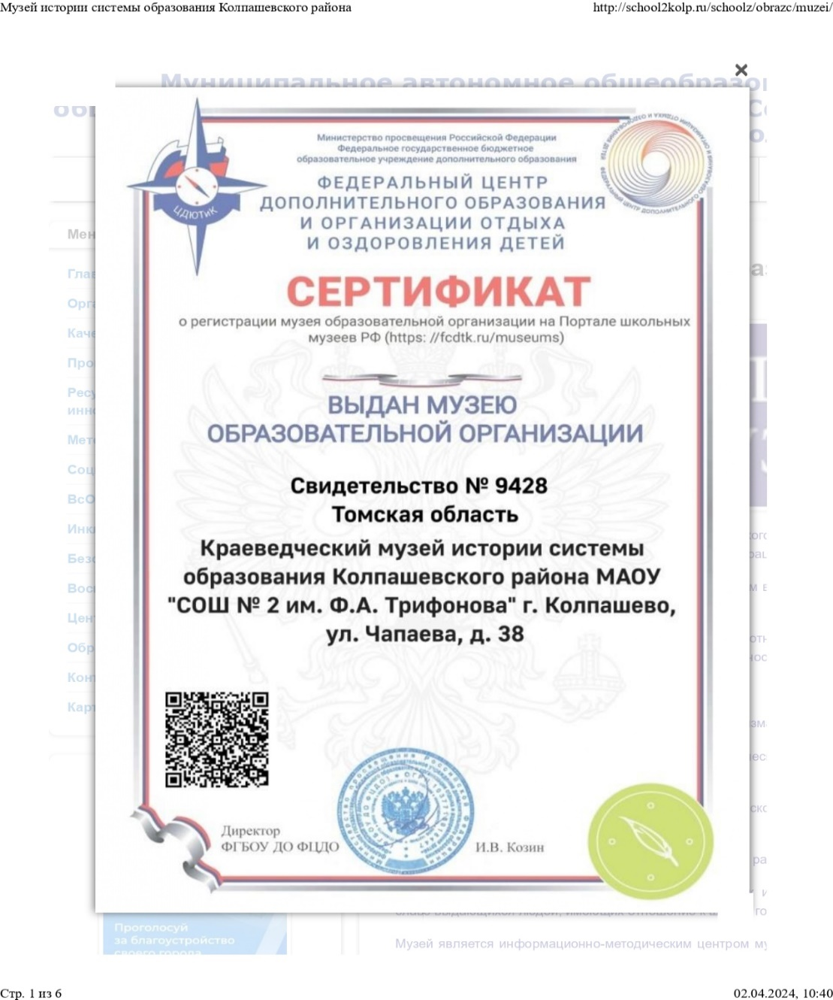 Музей истории системы образования Колпашевского района
http://school2kolp.ru/schoolz/obrazc/muzei/
Муниципальное автономное
×
Министерство просвещения Российской Федерации
Федеральное государственное бюджетное
образовательное учреждение дополнительного образования
ФЕДЕРАЛЬНЫЙ ЦЕНТР
ДОПОЛНИТЕЛЬНОГО ОБРАЗОВАНИЯ
И ОРГАНИЗАЦИИ ОТДЫХА
И ОЗДОРОВЛЕНИЯ ДЕТЕЙ
ЦДЮТиК
СЕРТИФИКАТ
о регистрации музея образовательной организации на Портале школьных
музеев РФ (https: //fcdtk.ru/museums)
ВЫДАН МУЗЕЮ
ОБРАЗОВАТЕЛЬНОЙ ОРГАНИЗАЦИИ
Свидетельство № 9428
Томская область
Краеведческий музей истории системы
образования Колпашевского района МАОУ
"СОШ № 2 им. Ф.А. Трифонова" г. Колпашево,
ул. Чапаева, д. 38
Директор
ФГБОУ ДО ФЦДО
И.В. Козин
Проголосуй
за благоустройство
своего города
Музей является информационно-методическим центром
Стр. 1 из 6
02.04.2024, 10:40